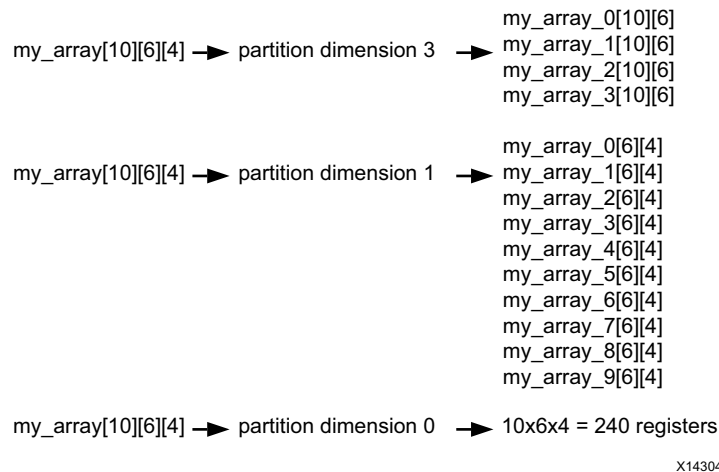 my_array_0[10][6]
my_array[10][6][4] → partition dimension 3 → my_array_1[10][6]
my_array_2[10][6]
my_array_3[10][6]
my_array_0[6][4]
my_array[10][6][4] → partition dimension 1 → my_array_1[6][4]
my_array_2[6][4]
my_array_3[6][4]
my_array_4[6][4]
my_array_5[6][4]
my_array_6[6][4]
my_array_7[6][4]
my_array_8[6][4]
my_array_9[6][4]
my_array[10][6][4] → partition dimension 0 → 10x6x4 = 240 registers
X14304